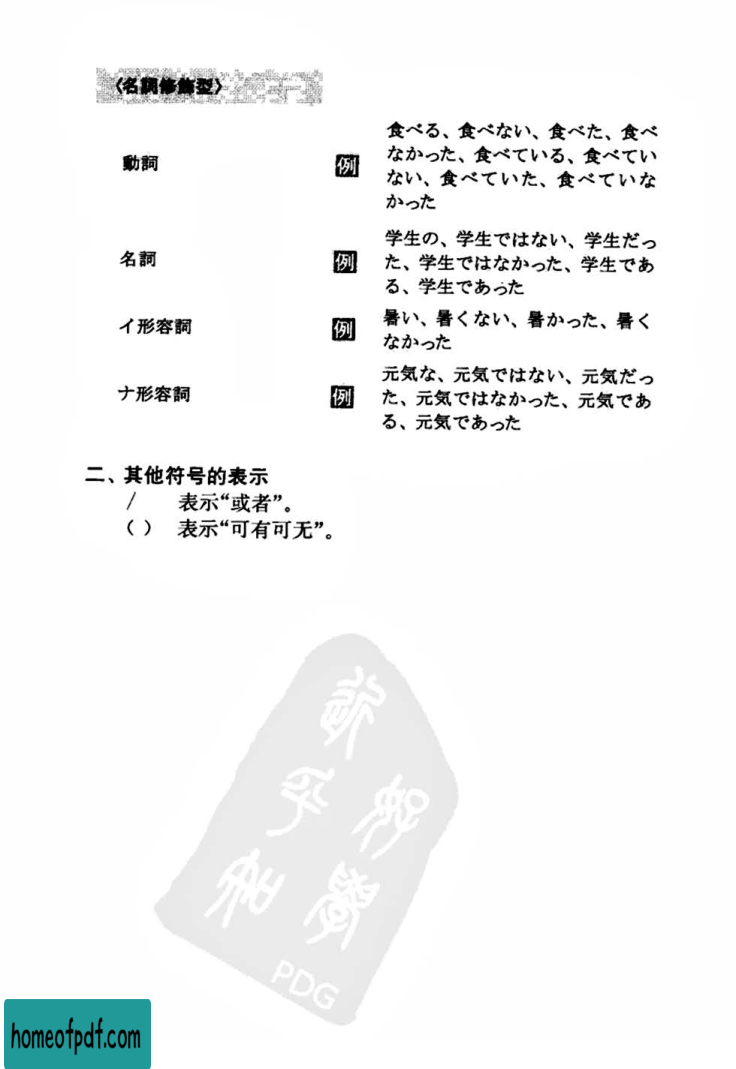 〈名詞修飾型〉
動詞 例 食べる、食べない、食べた、食べ
なかった、食べている、食べてい
ない、食べていた、食べていな
かった
名詞 例 学生の、学生ではない、学生だっ
た、学生ではなかった、学生であ
る、学生であった
イ形容詞 例 暑い、暑くない、暑かった、暑く
なかった
ナ形容詞 例 元気な、元気ではない、元気だっ
た、元気ではなかった、元気であ
る、元気であった
二、其他符号的表示
/ 表示“或者”。
（ ） 表示“可有可无”。
PDG
homeofpdf.com